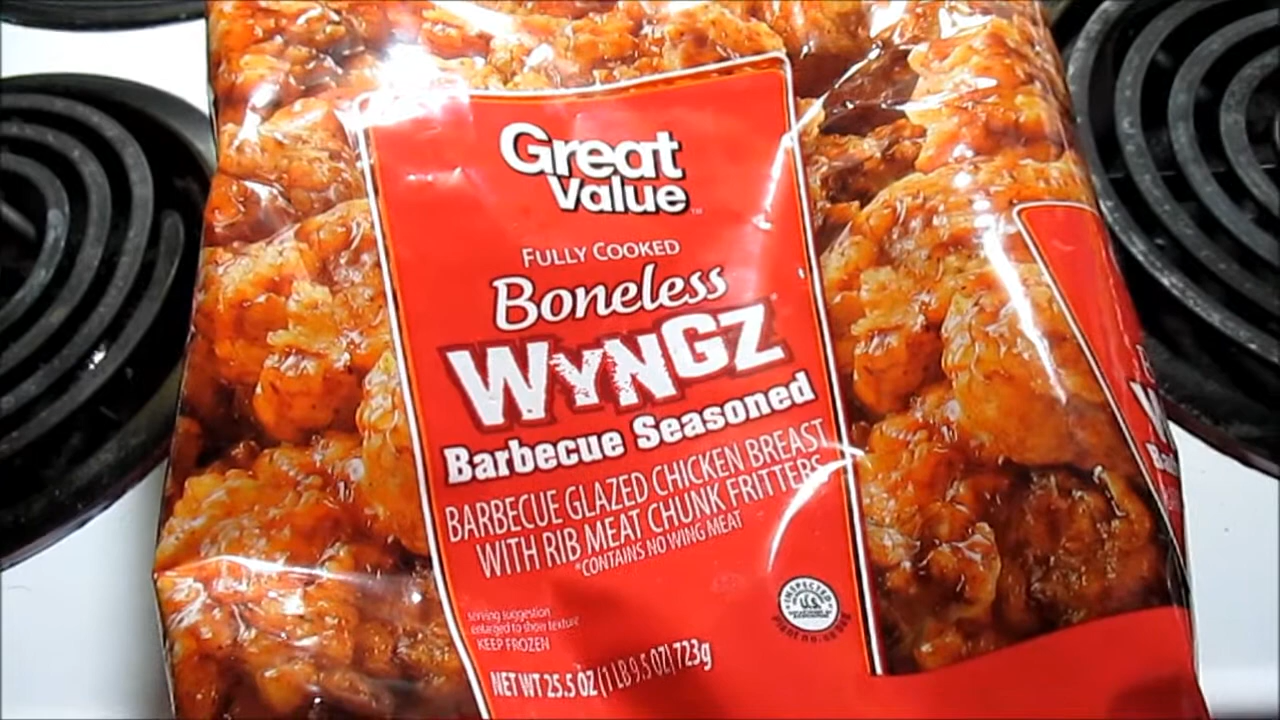 Great
Value
FULLY COOKED
Boneless
WYNGZ
Barbecue Seasoned
BARBECUE GLAZED CHICKEN BREAST
WITH RIB MEAT CHUNK FRITTERS
*CONTAINS NO WING MEAT
serving suggestion
enlarged to show texture
KEEP FROZEN
NET WT 25.5 OZ (1 LB 9.5 OZ) 723g
INSPECTED